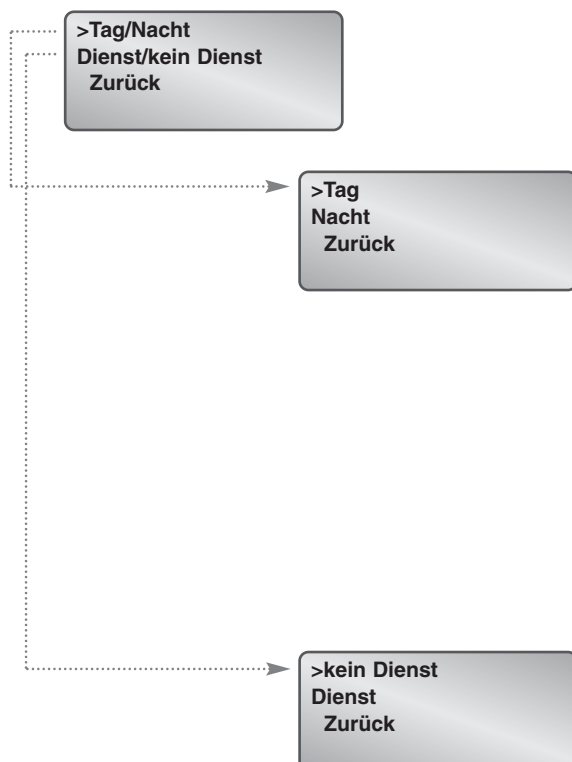 >Tag/Nacht
Dienst/kein Dienst
Zurück
>Tag
Nacht
Zurück
>kein Dienst
Dienst
Zurück